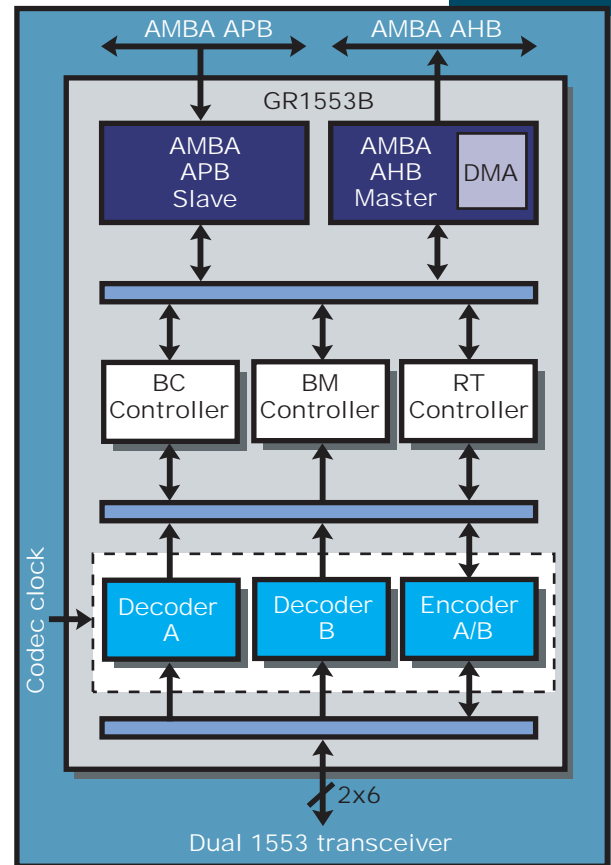 AMBA APB
AMBA AHB
GR1553B
AMBA
APB
Slave
AMBA
AHB
Master
DMA
BC
Controller
BM
Controller
RT
Controller
Codec clock
Decoder
A
Decoder
B
Encoder
A/B
2x6
Dual 1553 transceiver